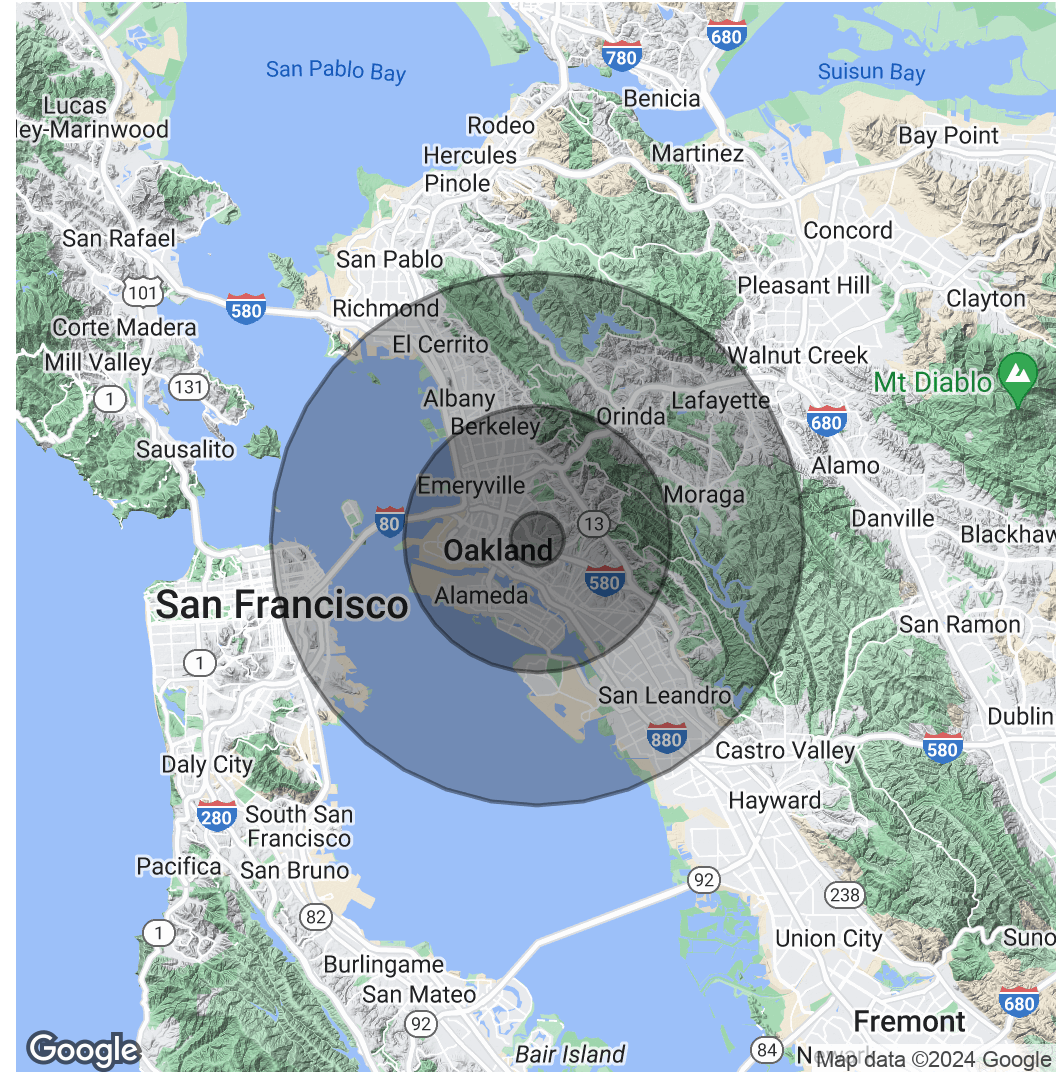 680
780
San Pablo Bay
Suisun Bay
Benicia
Lucas
ley-Marinwood
Rodeo
Bay Point
Hercules
Martinez
Pinole
San Rafael
Concord
San Pablo
101
580
Richmond
Pleasant Hill
Clayton
Corte Madera
El Cerrito
Mill Valley
Walnut Creek
131
1
Mt Diablo
Albany
Lafayette
Orinda
680
Berkeley
Sausalito
Alamo
Emeryville
Moraga
80
13
Danville
Blackhaw
Oakland
580
Alameda
San Francisco
San Ramon
1
San Leandro
Dublin
880
580
Castro Valley
Daly City
Hayward
280
South San
Francisco
Pacifica
San Bruno
92
238
82
1
Union City
Suno
Burlingame
San Mateo
680
92
Fremont
Google
Bair Island
84
Map data ©2024 Google